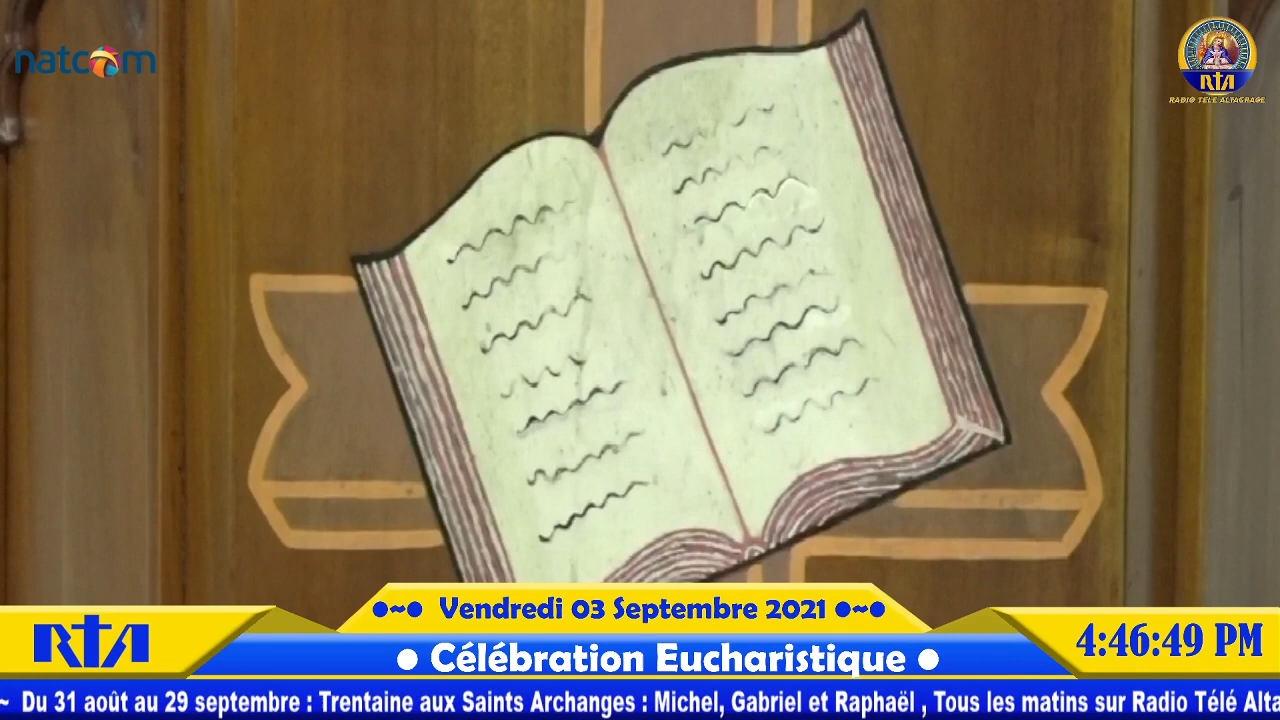 natcom
RTA
RADIO TELE ALTAGRACE
●~● Vendredi 03 Septembre 2021 ●~●
RTA
● Célébration Eucharistique ●
4:46:49 PM
~ Du 31 août au 29 septembre : Trentaine aux Saints Archanges : Michel, Gabriel et Raphaël , Tous les matins sur Radio Télé Alta